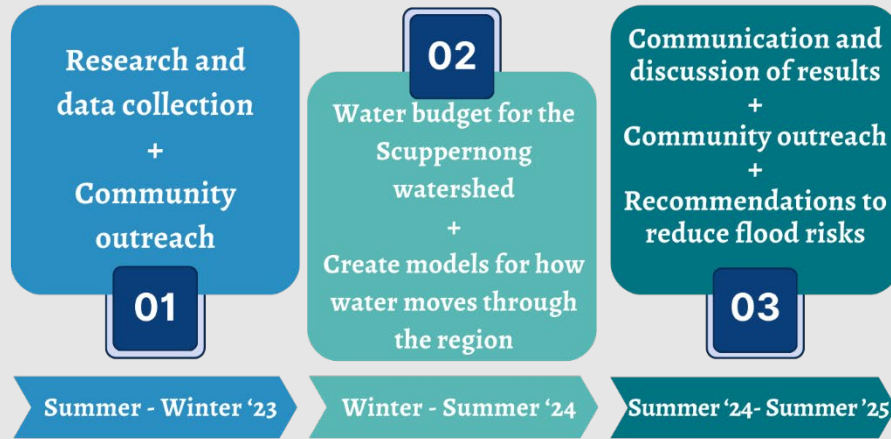 Research and
data collection
+
Community
outreach
01
02
Water budget for the
Scuppernong
watershed
+
Create models for how
water moves through
the region
Communication and
discussion of results
+
Community outreach
+
Recommendations to
reduce flood risks
03
Summer - Winter ‘23
Winter - Summer ‘24
Summer ‘24- Summer ’25